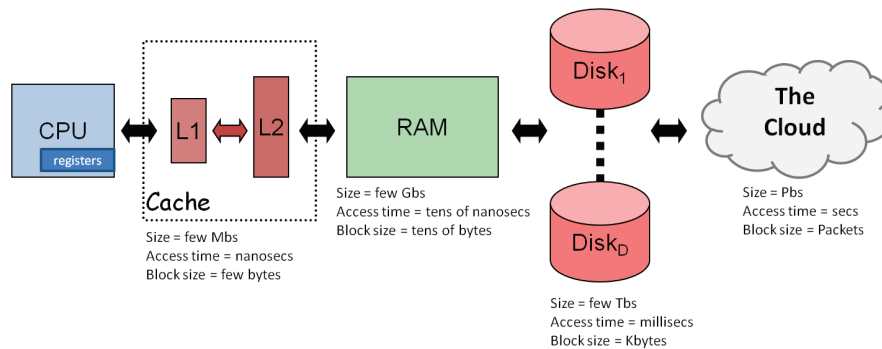 CPU
registers
L1
L2
Cache
Size = few Mbs
Access time = nanosecs
Block size = few bytes
RAM
Size = few Gbs
Access time = tens of nanosecs
Block size = tens of bytes
Disk₁
Disk_D
Size = few Tbs
Access time = millisecs
Block size = Kbytes
The
Cloud
Size = Pbs
Access time = secs
Block size = Packets